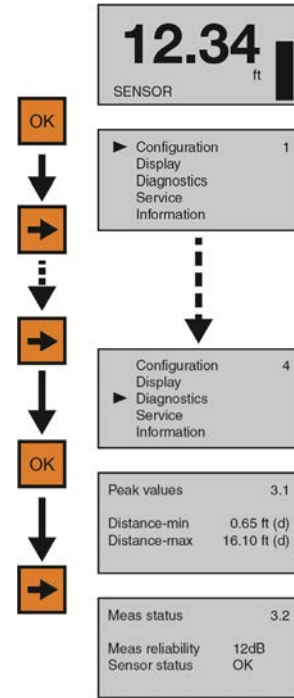 12.34
ft
SENSOR
OK
Configuration 1
Display
Diagnostics
Service
Information
Configuration 4
Display
Diagnostics
Service
Information
OK
Peak values 3.1
Distance-min 0.65 ft (d)
Distance-max 16.10 ft (d)
Meas status 3.2
Meas reliability 12dB
Sensor status OK